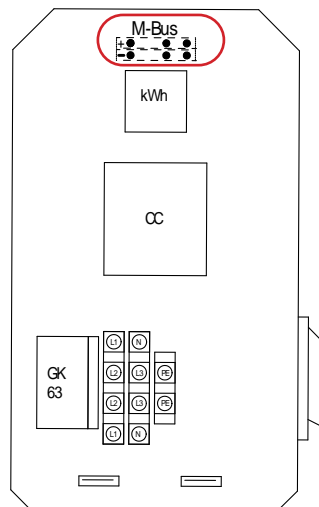 M-Bus
+
-
kWh
CC
GK
63
L1 N
L2 L3 PE
L2 L3 PE
L1 N